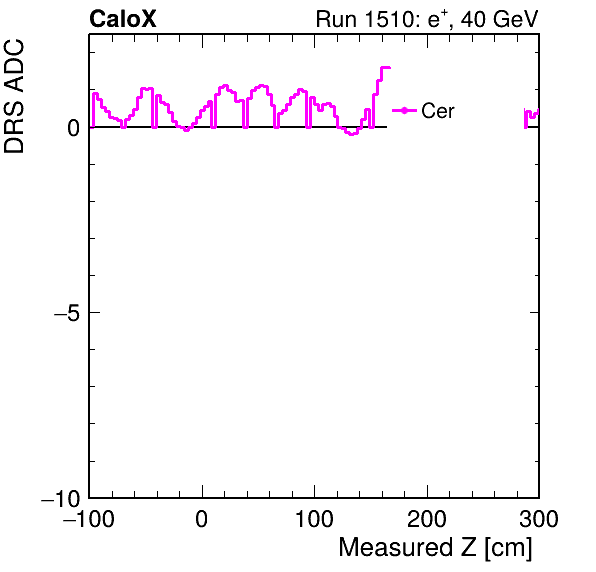 CaloX
Run 1510: e⁺, 40 GeV
DRS ADC
Cer
0
−5
−10
−100 0 100 200 300
Measured Z [cm]